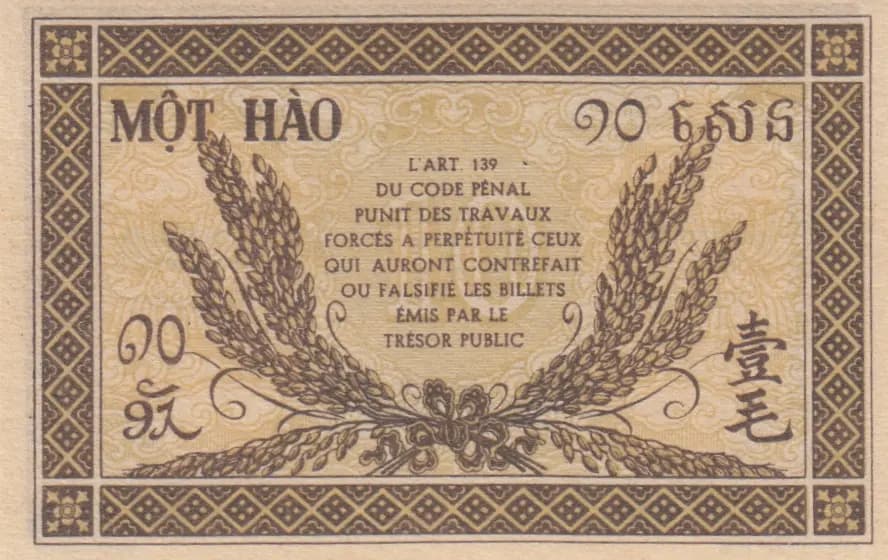 MỘT HÀO
១០ សេន
L'ART. 139
DU CODE PÉNAL
PUNIT DES TRAVAUX
FORCÉS A PERPÉTUITÉ CEUX
QUI AURONT CONTREFAIT
OU FALSIFIÉ LES BILLETS
ÉMIS PAR LE
TRÉSOR PUBLIC
10
໑໐
壹毛